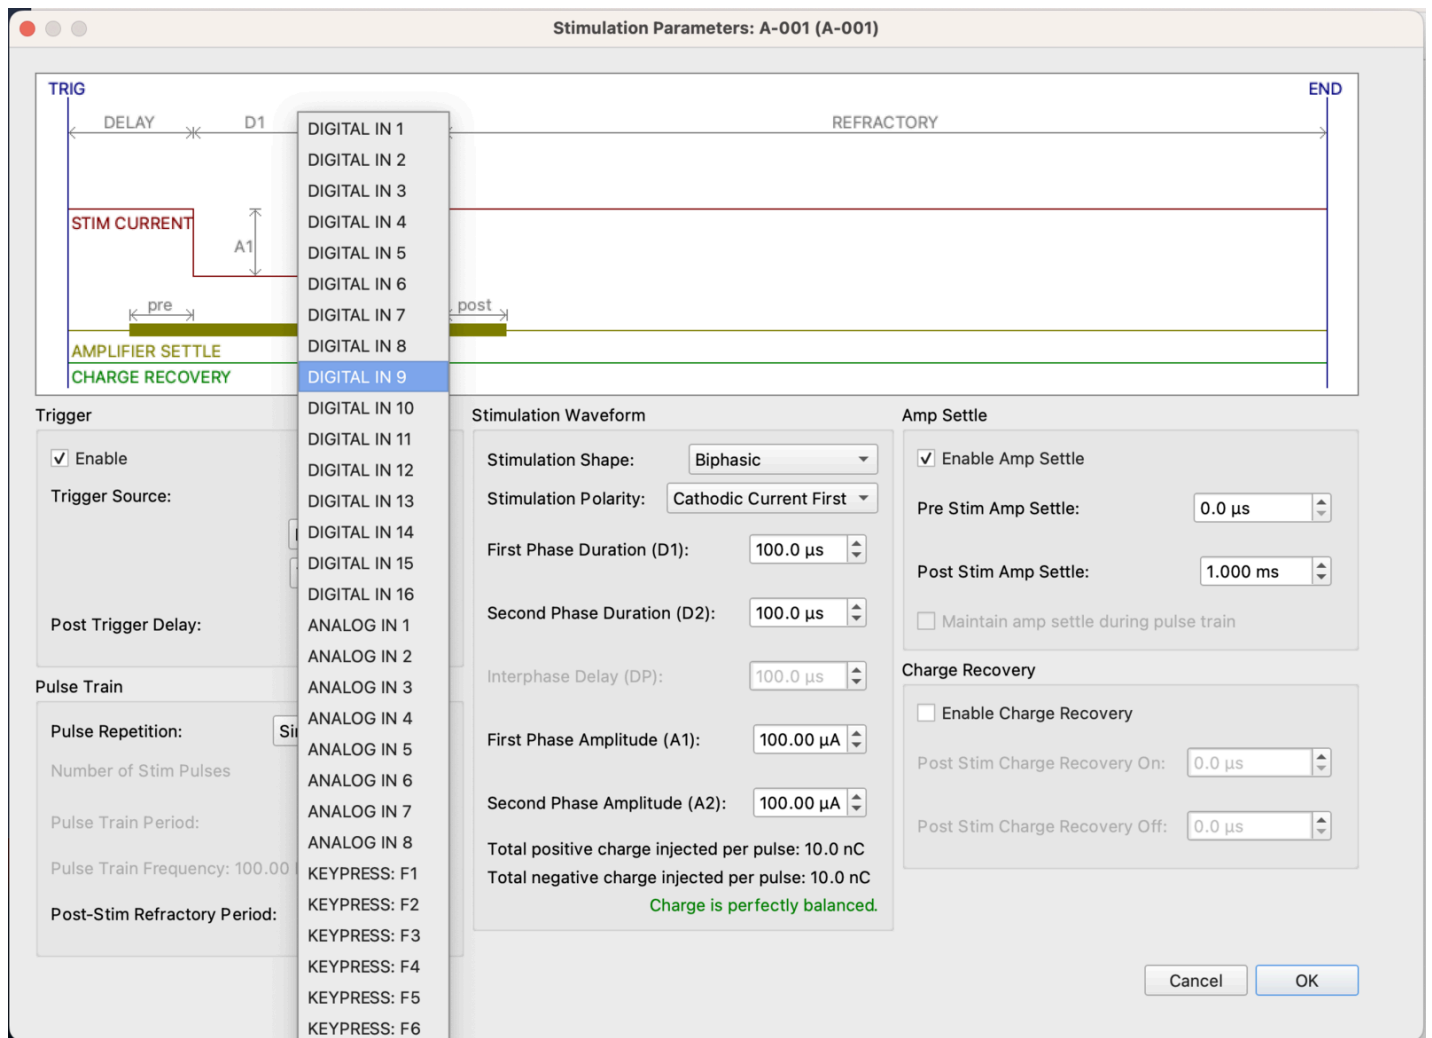 Stimulation Parameters: A-001 (A-001)
TRIG
END
DELAY
D1
REFRACTORY
STIM CURRENT
A1
pre
post
AMPLIFIER SETTLE
CHARGE RECOVERY
DIGITAL IN 1
DIGITAL IN 2
DIGITAL IN 3
DIGITAL IN 4
DIGITAL IN 5
DIGITAL IN 6
DIGITAL IN 7
DIGITAL IN 8
DIGITAL IN 9
DIGITAL IN 10
DIGITAL IN 11
DIGITAL IN 12
DIGITAL IN 13
DIGITAL IN 14
DIGITAL IN 15
DIGITAL IN 16
ANALOG IN 1
ANALOG IN 2
ANALOG IN 3
ANALOG IN 4
ANALOG IN 5
ANALOG IN 6
ANALOG IN 7
ANALOG IN 8
KEYPRESS: F1
KEYPRESS: F2
KEYPRESS: F3
KEYPRESS: F4
KEYPRESS: F5
KEYPRESS: F6
Trigger
Enable
Trigger Source:
Post Trigger Delay:
Pulse Train
Pulse Repetition:
Number of Stim Pulses
Pulse Train Period:
Pulse Train Frequency: 100.00
Post-Stim Refractory Period:
Stimulation Waveform
Stimulation Shape: Biphasic
Stimulation Polarity: Cathodic Current First
First Phase Duration (D1): 100.0 µs
Second Phase Duration (D2): 100.0 µs
Interphase Delay (DP): 100.0 µs
First Phase Amplitude (A1): 100.00 µA
Second Phase Amplitude (A2): 100.00 µA
Total positive charge injected per pulse: 10.0 nC
Total negative charge injected per pulse: 10.0 nC
Charge is perfectly balanced.
Amp Settle
Enable Amp Settle
Pre Stim Amp Settle: 0.0 µs
Post Stim Amp Settle: 1.000 ms
Maintain amp settle during pulse train
Charge Recovery
Enable Charge Recovery
Post Stim Charge Recovery On: 0.0 µs
Post Stim Charge Recovery Off: 0.0 µs
Cancel
OK